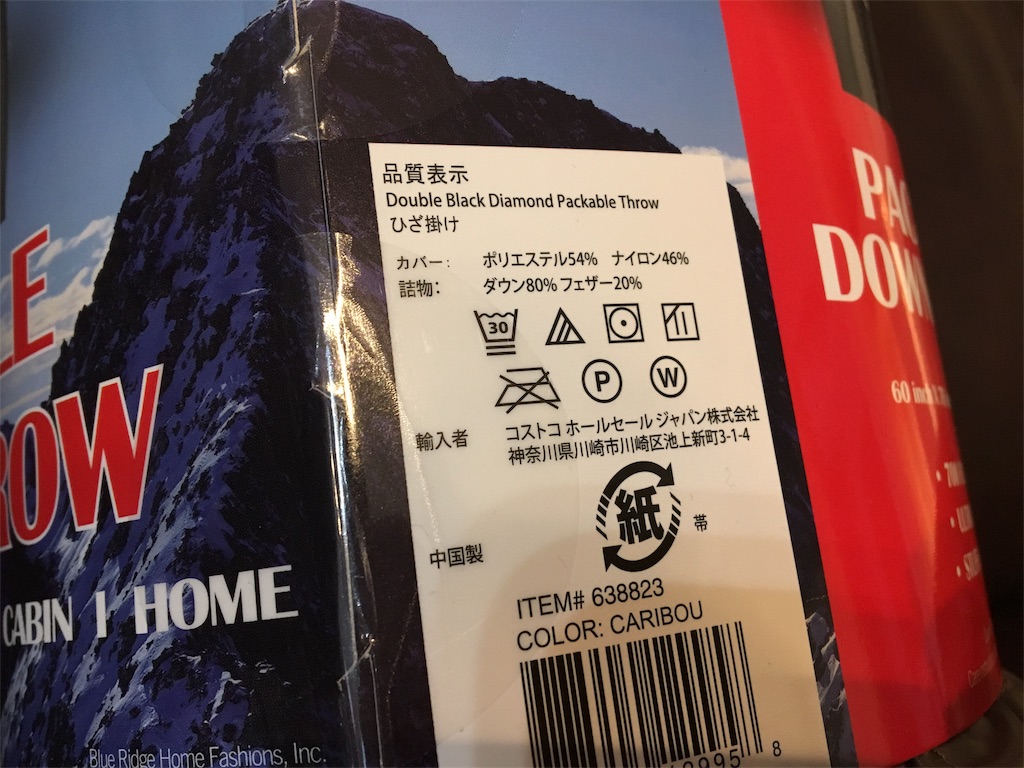 品質表示
Double Black Diamond Packable Throw
ひざ掛け
カバー: ポリエステル54% ナイロン46%
詰物: ダウン80% フェザー20%
30
30
P W
輸入者 コストコ ホールセール ジャパン株式会社
神奈川県川崎市川崎区池上新町3-1-4
紙 帯
中国製
ITEM# 638823
COLOR: CARIBOU
8
CABIN | HOME
Blue Ridge Home Fashions, Inc.
60 inch